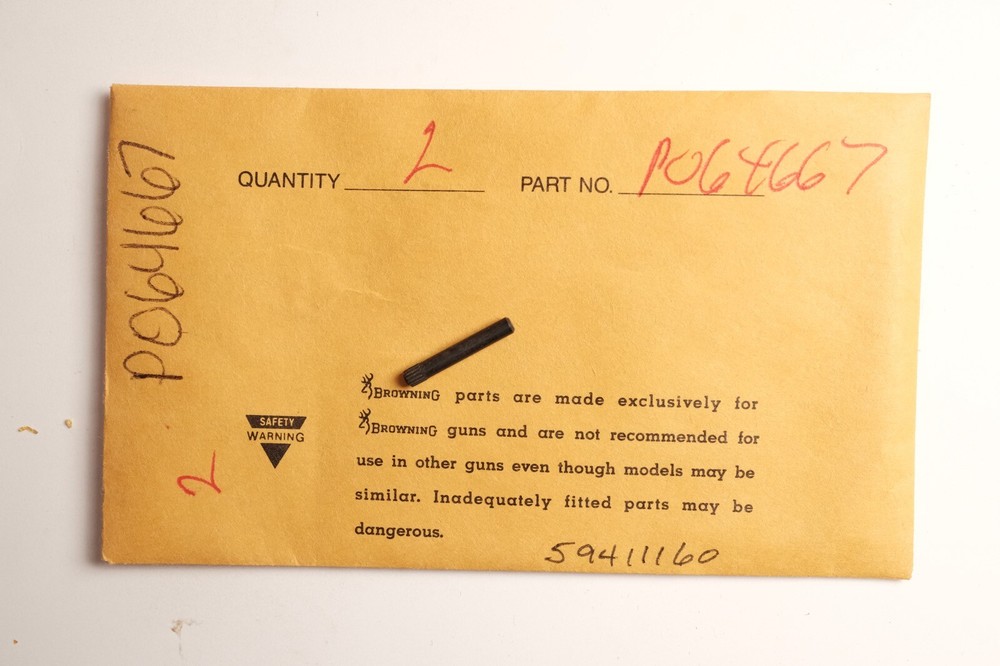 QUANTITY 2 PART NO. P064667
P064667
BROWNING parts are made exclusively for
BROWNING guns and are not recommended for
use in other guns even though models may be
similar. Inadequately fitted parts may be
dangerous.
SAFETY
WARNING
2
59411160